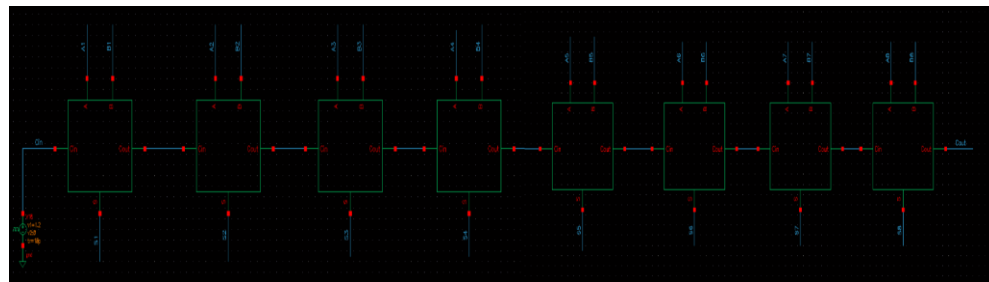 A1 B1 A2 B2 A3 B3 A4 B4 A5 B5 A6 B6 A7 B7 A8 B8
A B A B A B A B A B A B A B A B
Cin Cin Cout Cin Cout Cin Cout Cin Cout Cin Cout Cin Cout Cin Cout Cin Cout Cout
S1 S2 S3 S4 S5 S6 S7 S8